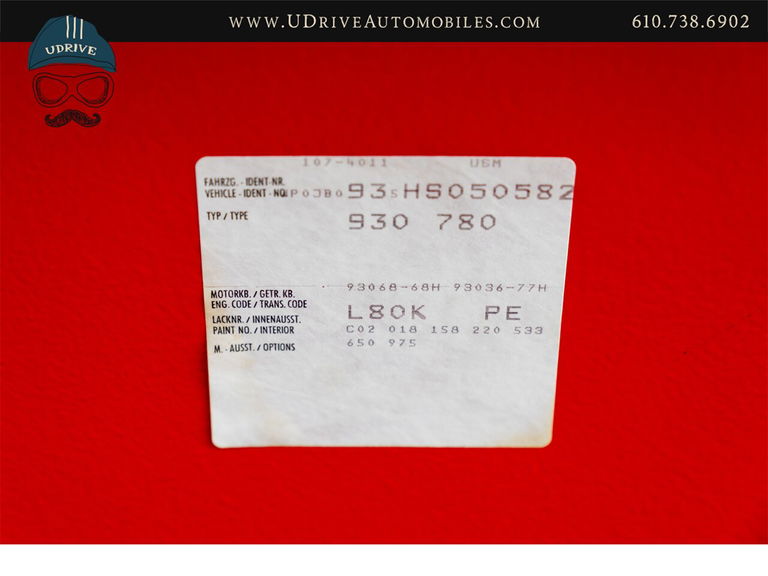 WWW.UDRIVEAUTOMOBILES.COM 610.738.6902
UDRIVE
107-4011 USM
FAHRZG. - IDENT-NR.
VEHICLE - IDENT - NO. WP0JB093SHS050582
TYP / TYPE 930 780
MOTORKB. / GETR. KB. 93068-68H 93036-77H
ENG. CODE / TRANS. CODE
LACKNR. / INNENAUSST. L80K PE
PAINT NO. / INTERIOR C02 018 158 220 533
M. - AUSST. / OPTIONS 650 975